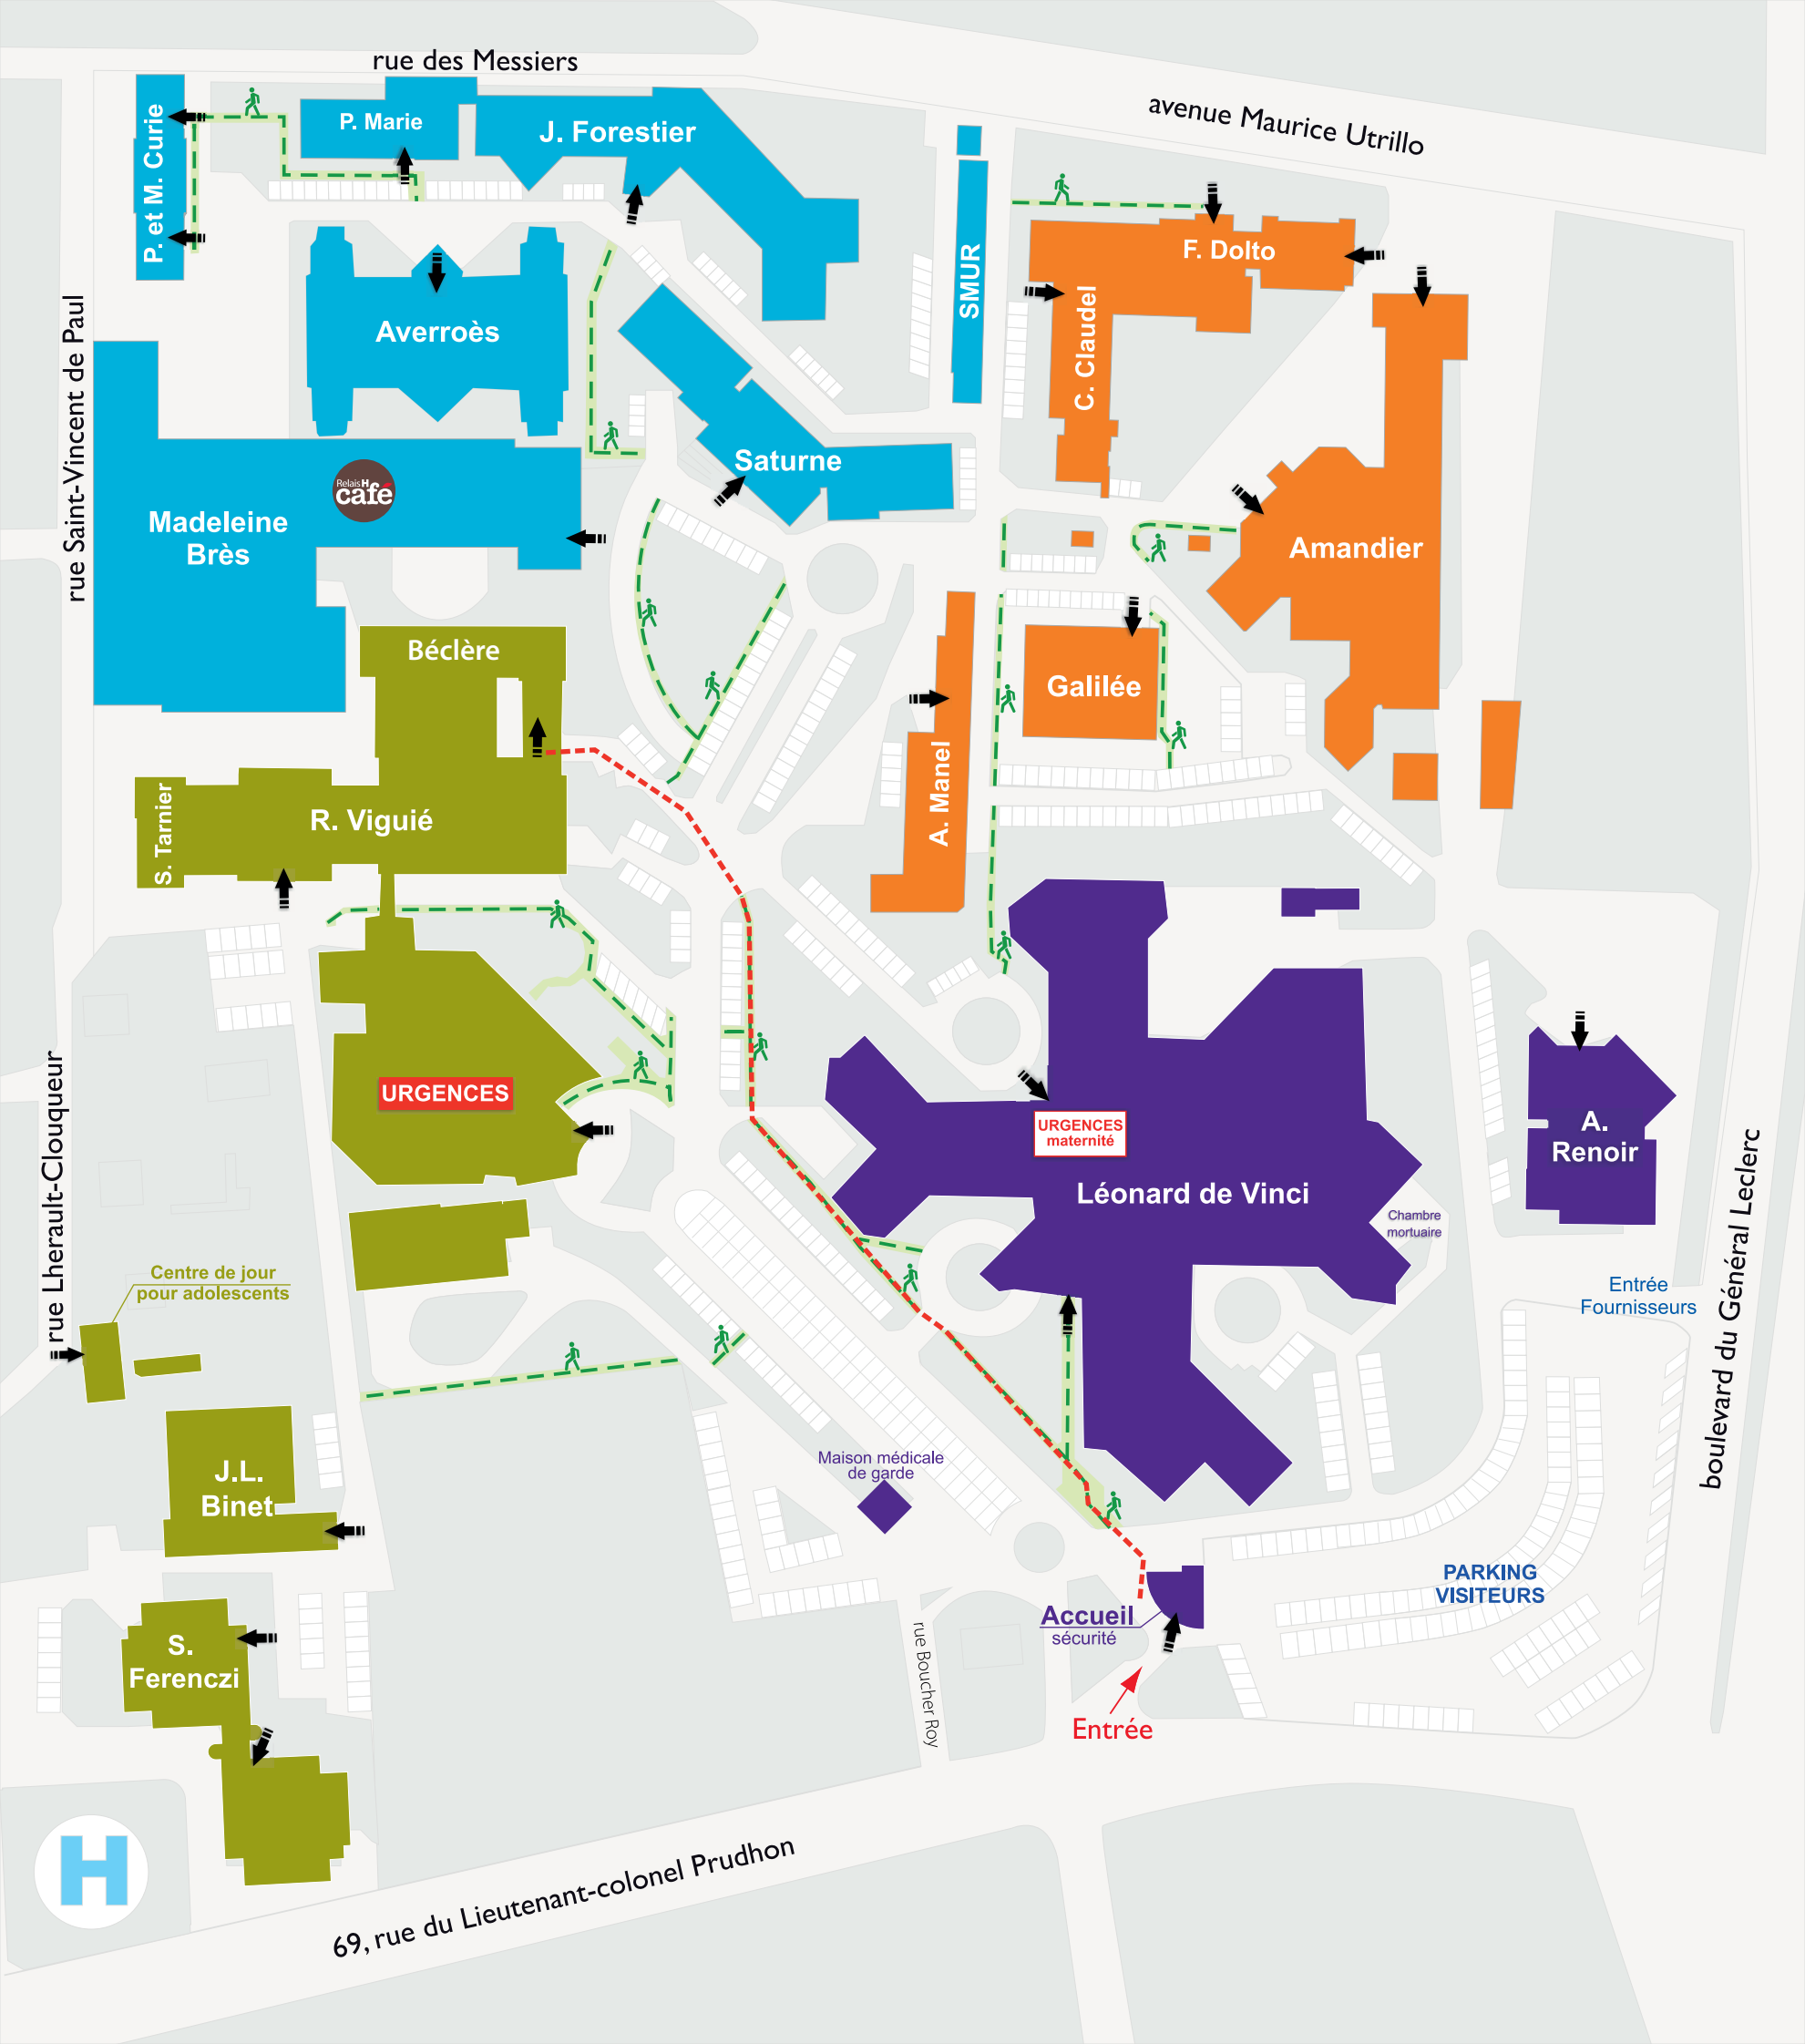 rue des Messiers
avenue Maurice Utrillo
P. et M. Curie
P. Marie
J. Forestier
SMUR
F. Dolto
C. Claudel
Averroès
rue Saint-Vincent de Paul
Saturne
RelaisH
café
Madeleine
Brès
Amandier
Béclère
Galilée
A. Manel
S. Tarnier
R. Viguié
URGENCES
URGENCES
maternité
Léonard de Vinci
A.
Renoir
Chambre
mortuaire
rue Lherault-Clouqueur
boulevard du Général Leclerc
Centre de jour
pour adolescents
Entrée
Fournisseurs
J.L.
Binet
Maison médicale
de garde
PARKING
VISITEURS
Accueil
sécurité
S.
Ferenczi
rue Boucher Roy
Entrée
H
69, rue du Lieutenant-colonel Prudhon